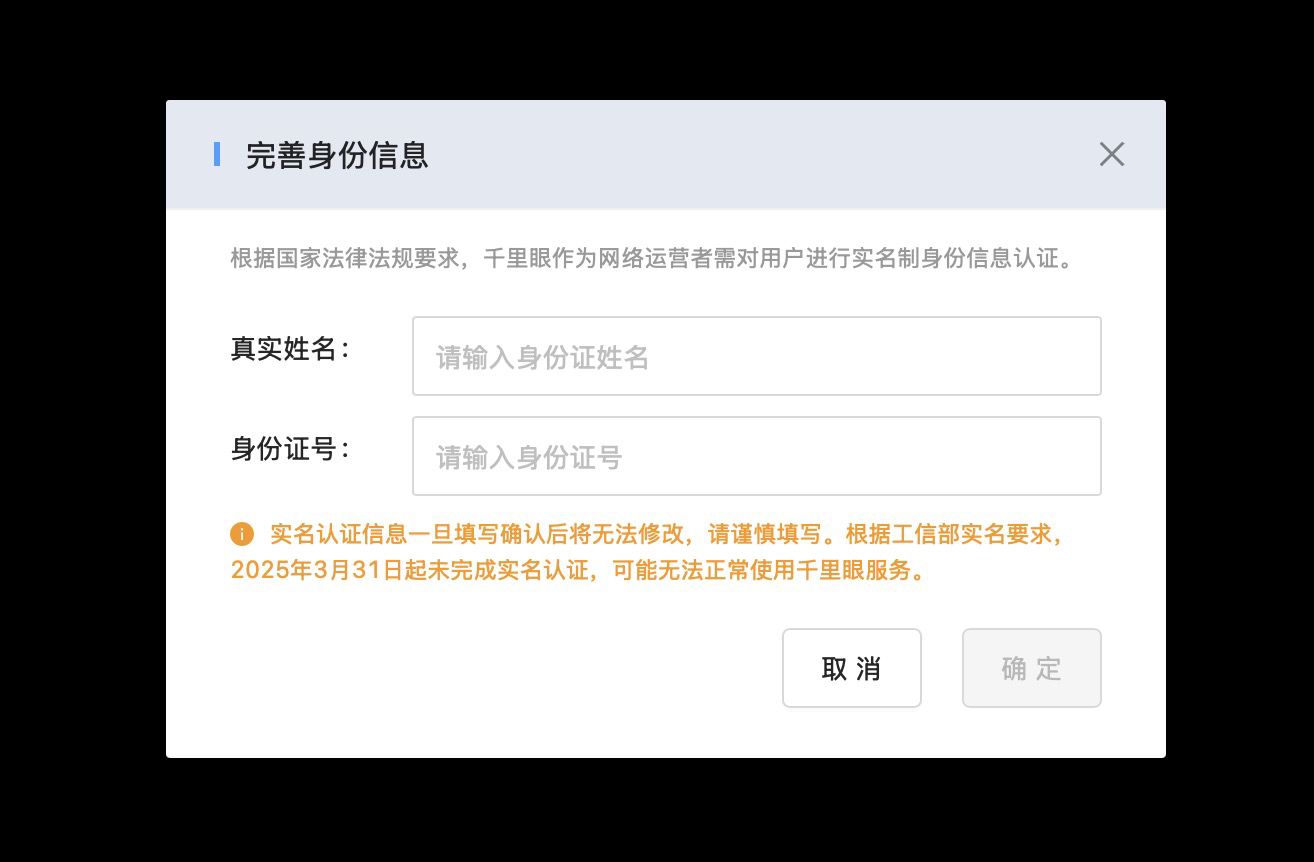 完善身份信息
根据国家法律法规要求，千里眼作为网络运营者需对用户进行实名制身份信息认证。
真实姓名：
请输入身份证姓名
身份证号：
请输入身份证号
实名认证信息一旦填写确认后将无法修改，请谨慎填写。根据工信部实名要求，
2025年3月31日起未完成实名认证，可能无法正常使用千里眼服务。
取 消
确 定